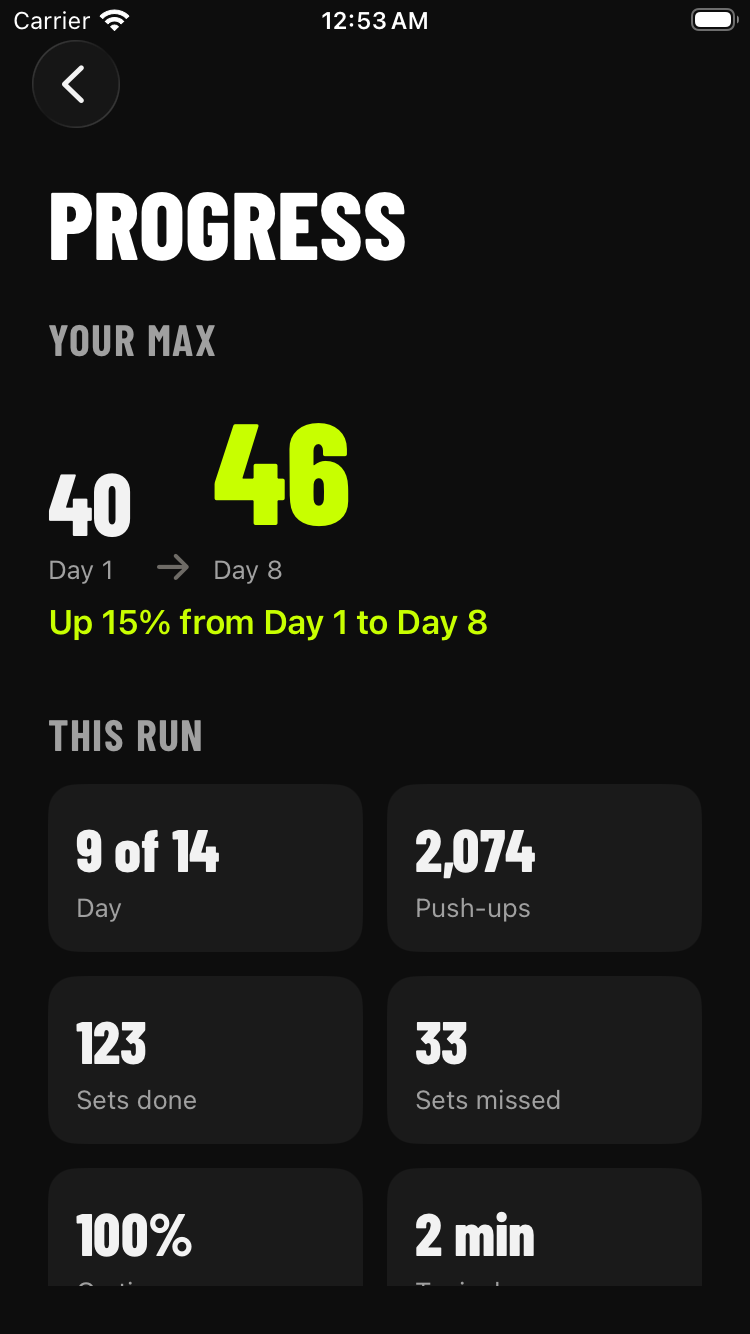 Carrier 12:53 AM
PROGRESS
YOUR MAX
40 46
Day 1 → Day 8
Up 15% from Day 1 to Day 8
THIS RUN
9 of 14 2,074
Day Push-ups
123 33
Sets done Sets missed
100% 2 min